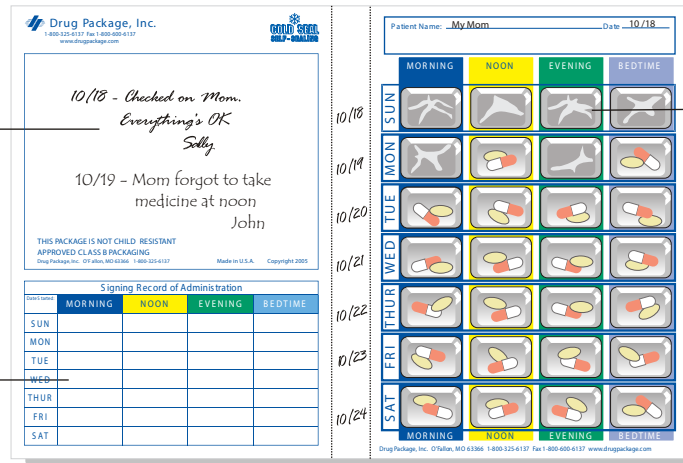 Drug Package, Inc.
1-800-325-6137 Fax 1-800-600-6137
www.drugpackage.com
COLD SEAL
SELF-SEALING
10/18 - Checked on Mom.
Everything's OK
Sally
10/19 - Mom forgot to take
medicine at noon
John
THIS PACKAGE IS NOT CHILD RESISTANT
APPROVED CLASS B PACKAGING
Drug Package, Inc. O'Fallon, MO 63366 1-800-325-6137 Made in U.S.A. Copyright 2005
Signing Record of Administration
Date Started MORNING NOON EVENING BEDTIME
SUN
MON
TUE
WED
THUR
FRI
SAT
Patient Name: My Mom Date 10/18
MORNING NOON EVENING BEDTIME
10/18 SUN
10/19 MON
10/20 TUE
10/21 WED
10/22 THUR
10/23 FRI
10/24 SAT
MORNING NOON EVENING BEDTIME
Drug Package, Inc. O'Fallon, MO 63366 1-800-325-6137 Fax 1-800-600-6137 www.drugpackage.com